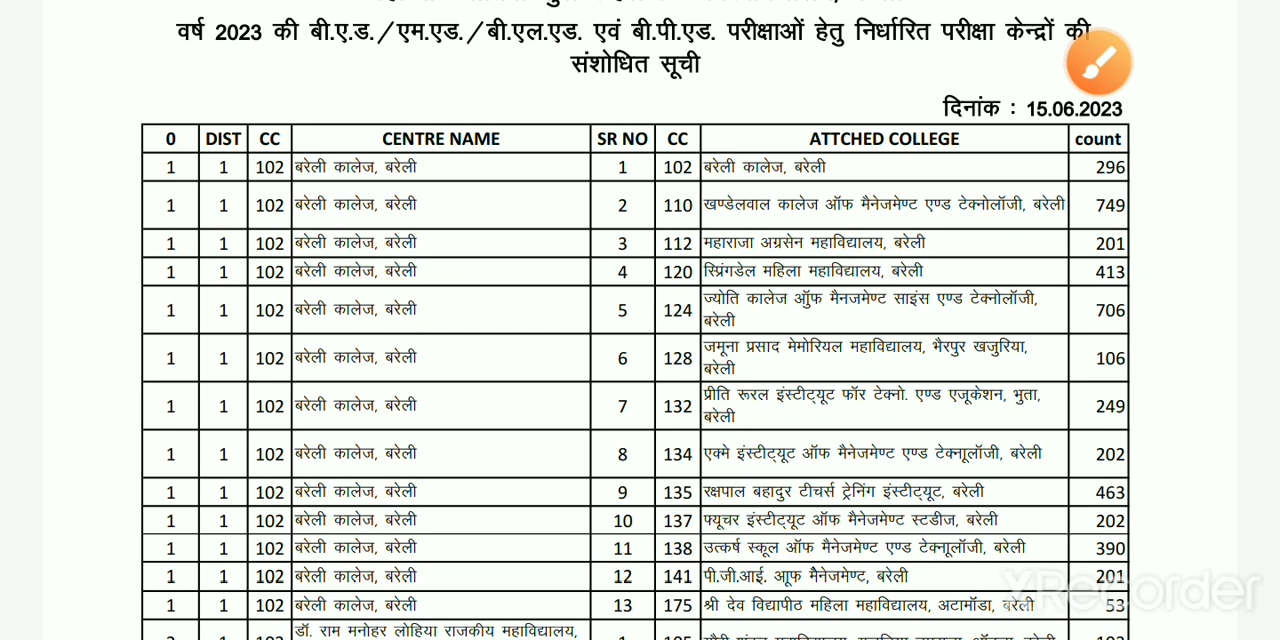 वर्ष 2023 की बी.ए.ड./एम.एड./बी.एल.एड. एवं बी.पी.एड. परीक्षाओं हेतु निर्धारित परीक्षा केन्द्रों की
संशोधित सूची
दिनांक : 15.06.2023
0 DIST CC CENTRE NAME SR NO CC ATTCHED COLLEGE count
1 1 102 बरेली कालेज, बरेली 1 102 बरेली कालेज, बरेली 296
1 1 102 बरेली कालेज, बरेली 2 110 खण्डेलवाल कालेज ऑफ मैनेजमेण्ट एण्ड टेक्नोलॉजी, बरेली 749
1 1 102 बरेली कालेज, बरेली 3 112 महाराजा अग्रसेन महाविद्यालय, बरेली 201
1 1 102 बरेली कालेज, बरेली 4 120 स्प्रिंगडेल महिला महाविद्यालय, बरेली 413
1 1 102 बरेली कालेज, बरेली 5 124 ज्योति कालेज ऑुफ मैनजमेण्ट साइंस एण्ड टेक्नोलॉजी,
बरेली 706
1 1 102 बरेली कालेज, बरेली 6 128 जमूना प्रसाद मेमोरियल महाविद्यालय, भैरपुर खजुरिया,
बरेली 106
1 1 102 बरेली कालेज, बरेली 7 132 प्रीति रूरल इंस्टीट्यूट फॉर टेक्नो. एण्ड एजूकेशन, भुता,
बरेली 249
1 1 102 बरेली कालेज, बरेली 8 134 एक्मे इंस्टीट्यूट ऑफ मैनेजमेण्ट एण्ड टेक्नाूलॉजी, बरेली 202
1 1 102 बरेली कालेज, बरेली 9 135 रक्षपाल बहादुर टीचर्स ट्रेनिंग इंस्टीट्यूट, बरेली 463
1 1 102 बरेली कालेज, बरेली 10 137 फ्यूचर इंस्टीट्यूट ऑफ मैनेजमेण्ट स्टडीज, बरेली 202
1 1 102 बरेली कालेज, बरेली 11 138 उत्कर्ष स्कूल ऑफ मैनेजमेण्ट एण्ड टेक्नाूलॉजी, बरेली 390
1 1 102 बरेली कालेज, बरेली 12 141 पी.जी.आई. आूफ मैनेजमेण्ट, बरेली 201
1 1 102 बरेली कालेज, बरेली 13 175 श्री देव विद्यापीठ महिला महाविद्यालय, अटामॉंडा, बरेली 53
डॉ. राम मनोहर लोहिया राजकीय महाविद्यालय,
XRecorder